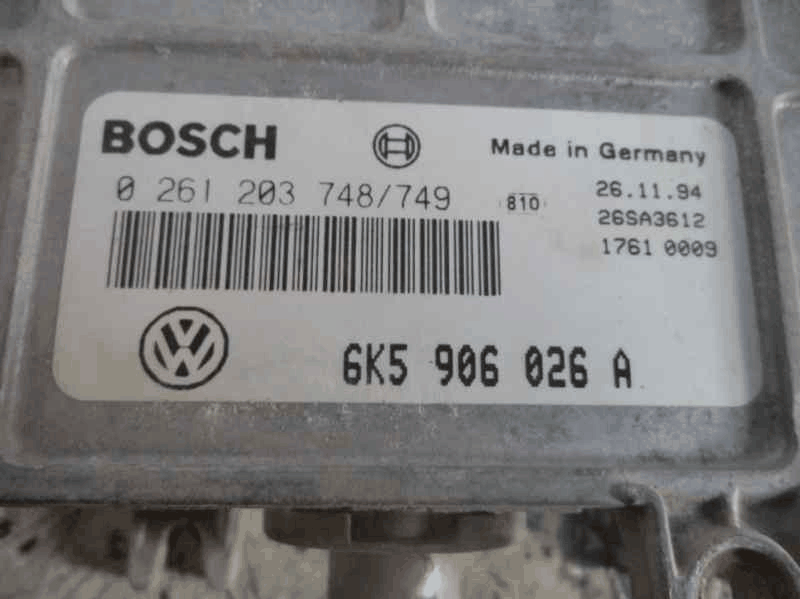 BOSCH
Made in Germany
0 261 203 748/749
810
26.11.94
26SA3612
1761 0009
VW
6K5 906 026 A